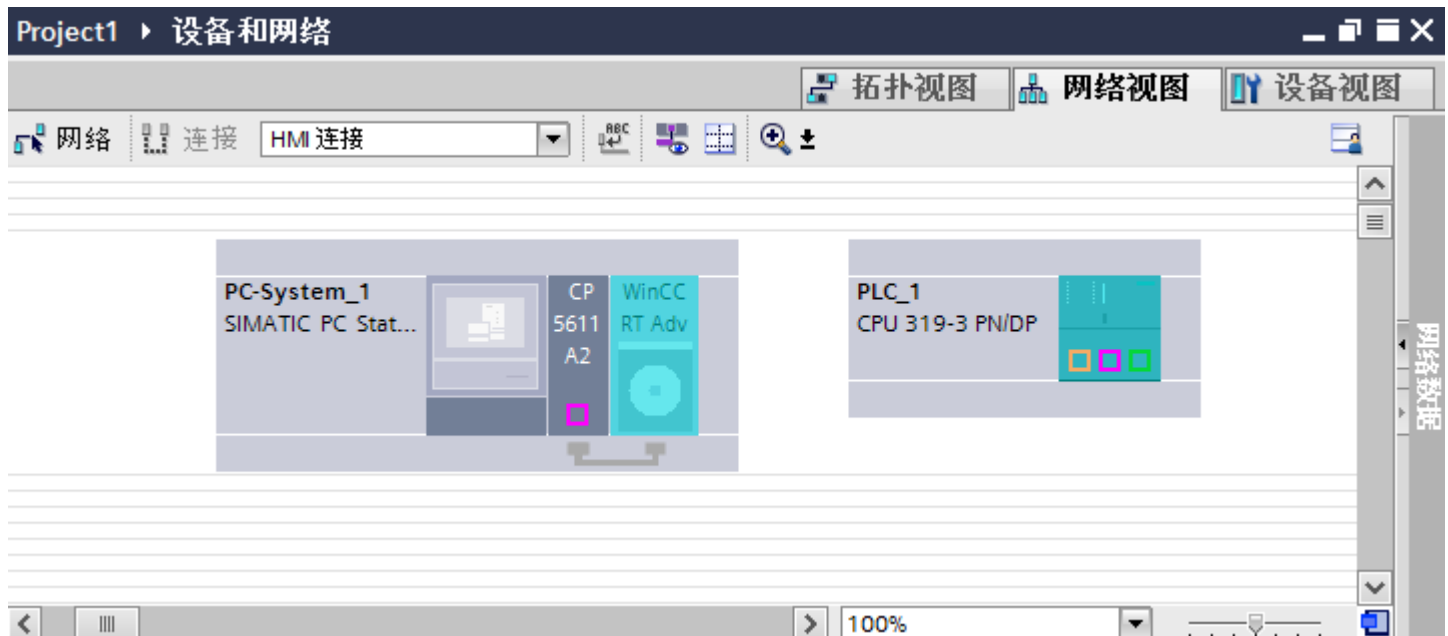 Project1 ▸ 设备和网络
拓扑视图 网络视图 设备视图
网络 连接 HMI 连接
PC-System_1
SIMATIC PC Stat...
CP
5611
A2
WinCC
RT Adv
PLC_1
CPU 319-3 PN/DP
网络数据
100%